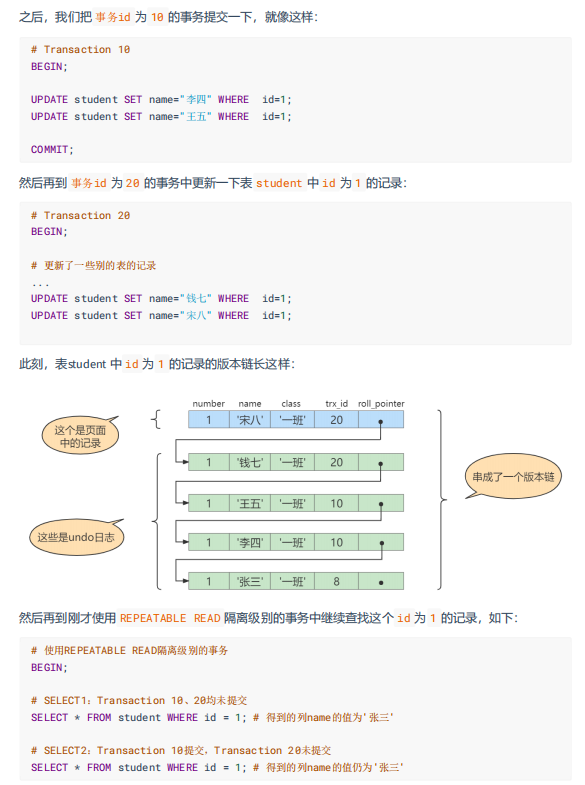 之后，我们把 事务id 为 10 的事务提交一下，就像这样：
# Transaction 10
BEGIN;
UPDATE student SET name="李四" WHERE id=1;
UPDATE student SET name="王五" WHERE id=1;
COMMIT;
然后再到 事务id 为 20 的事务中更新一下表 student 中 id 为 1 的记录：
# Transaction 20
BEGIN;
# 更新了一些别的表的记录
...
UPDATE student SET name="钱七" WHERE id=1;
UPDATE student SET name="宋八" WHERE id=1;
此刻，表student 中 id 为 1 的记录的版本链长这样：
number name class trx_id roll_pointer
1 '宋八' '一班' 20
这个是页面
中的记录
1 '钱七' '一班' 20
1 '王五' '一班' 10
1 '李四' '一班' 10
1 '张三' '一班' 8
这些是undo日志
串成了一个版本链
然后再到刚才使用 REPEATABLE READ 隔离级别的事务中继续查找这个 id 为 1 的记录，如下：
# 使用REPEATABLE READ隔离级别的事务
BEGIN;
# SELECT1：Transaction 10、20均未提交
SELECT * FROM student WHERE id = 1; # 得到的列name的值为'张三'
# SELECT2：Transaction 10提交，Transaction 20未提交
SELECT * FROM student WHERE id = 1; # 得到的列name的值仍为'张三'